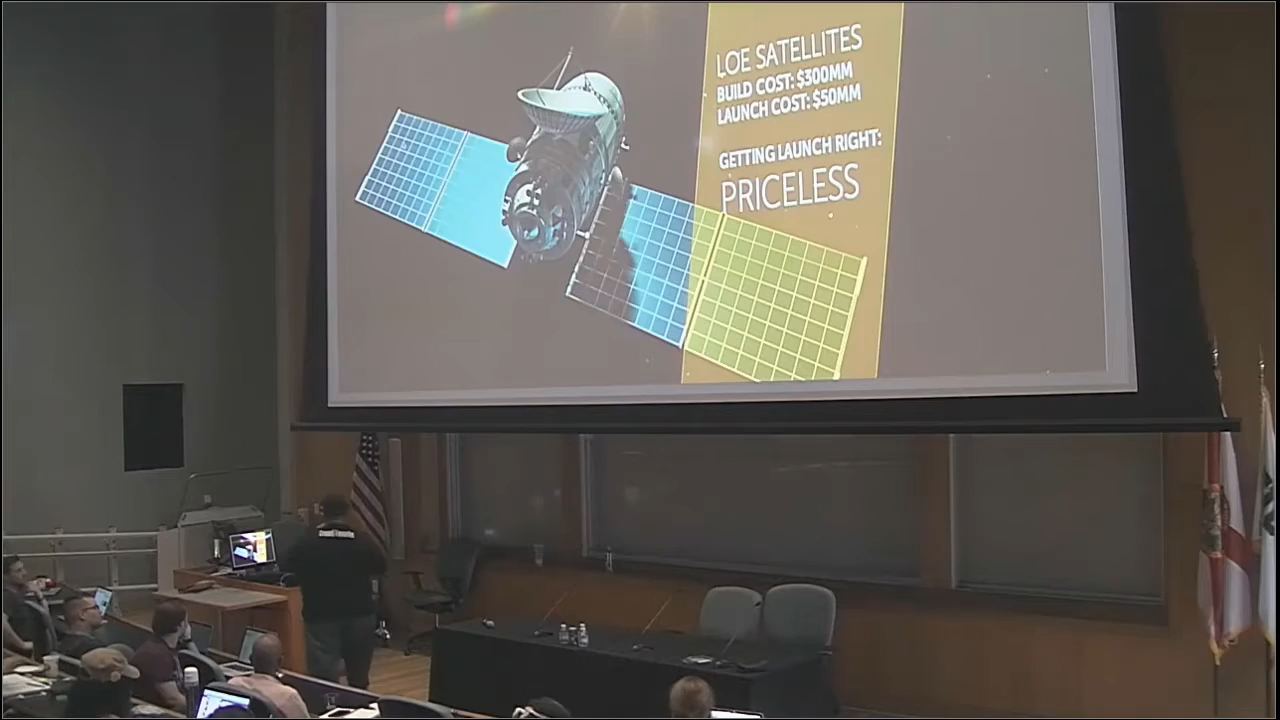 LOE SATELLITES
BUILD COST: $300MM
LAUNCH COST: $50MM
GETTING LAUNCH RIGHT:
PRICELESS